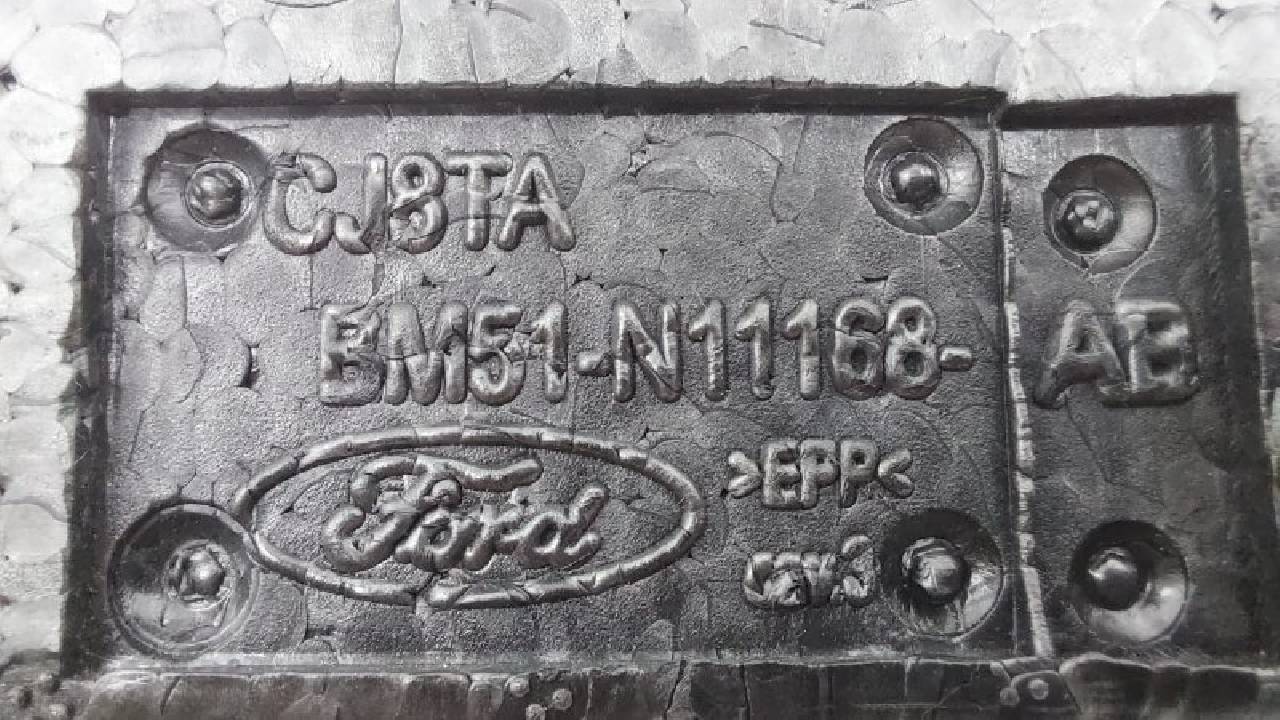 CJ8TA
BM51-N11168-AB
Ford
>EPP<